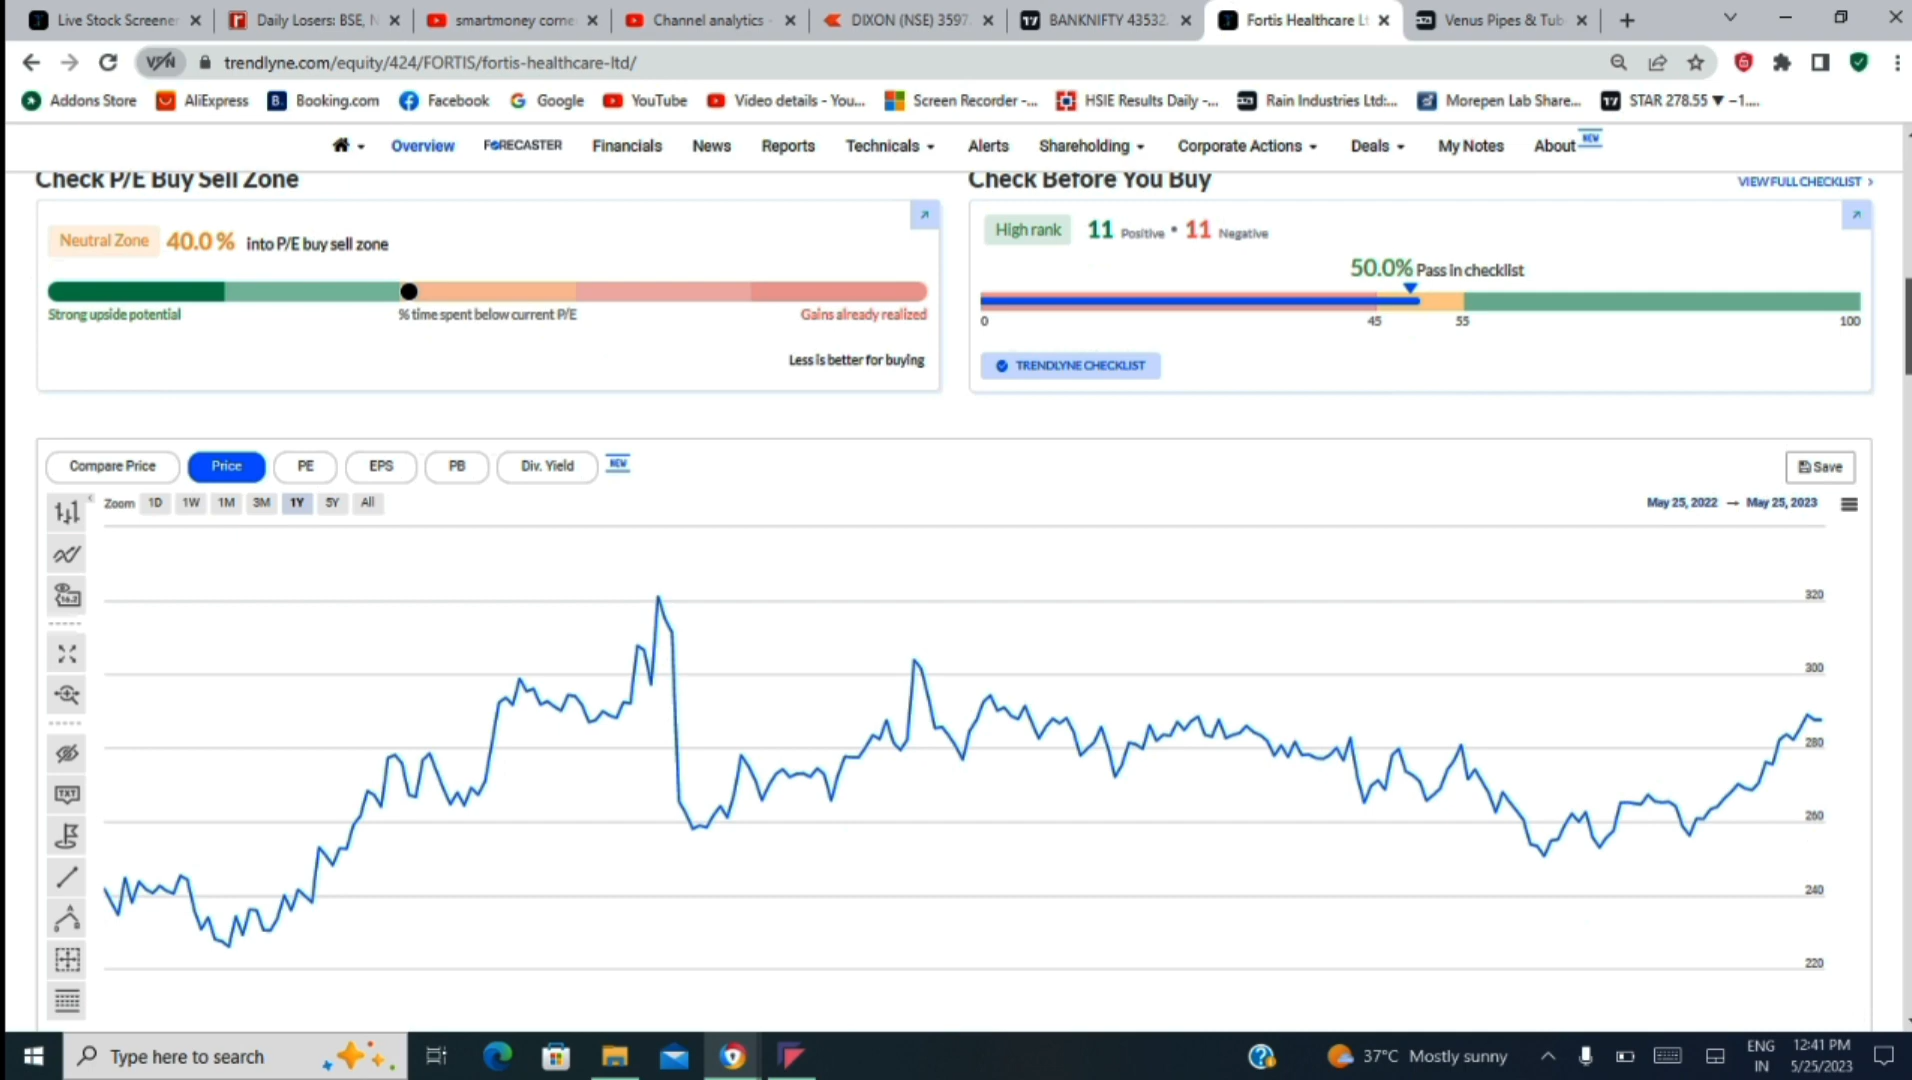 Live Stock Screener
Daily Losers: BSE, N
smartmoney corne
Channel analytics -
DIXON (NSE) 3597.
BANKNIFTY 43532.
Fortis Healthcare Lt
Venus Pipes & Tub
VPN
trendlyne.com/equity/424/FORTIS/fortis-healthcare-ltd/
Addons Store
AliExpress
Booking.com
Facebook
Google
YouTube
Video details - You...
Screen Recorder -...
HSIE Results Daily -...
Rain Industries Ltd:...
Morepen Lab Share...
STAR 278.55 ▼ −1....
Overview
FORECASTER
Financials
News
Reports
Technicals
Alerts
Shareholding
Corporate Actions
Deals
My Notes
About
NEW
Check P/E Buy Sell Zone
Neutral Zone 40.0 % into P/E buy sell zone
Strong upside potential
% time spent below current P/E
Gains already realized
Less is better for buying
Check Before You Buy
VIEW FULL CHECKLIST >
High rank 11 Positive • 11 Negative
50.0% Pass in checklist
0 45 55 100
TRENDLYNE CHECKLIST
Compare Price
Price
PE
EPS
PB
Div. Yield
NEW
Save
Zoom 1D 1W 1M 3M 1Y 5Y All
May 25, 2022 → May 25, 2023
320
300
280
260
240
220
16.2
TXT
Type here to search
37°C Mostly sunny
ENG
IN
12:41 PM
5/25/2023